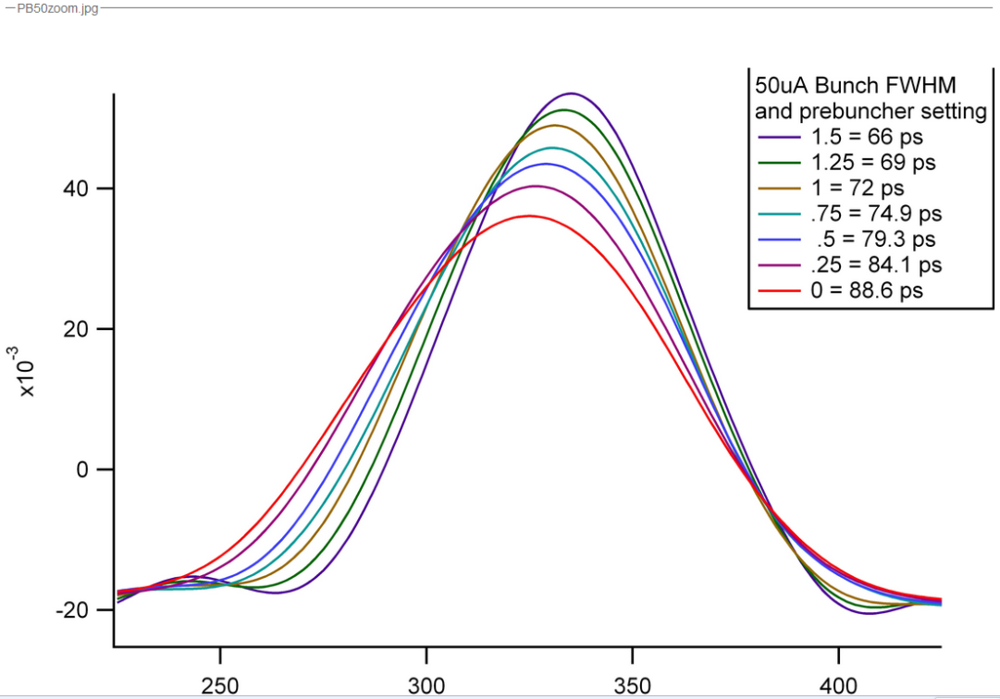 PB50zoom.jpg
50uA Bunch FWHM
and prebuncher setting
1.5 = 66 ps
1.25 = 69 ps
1 = 72 ps
.75 = 74.9 ps
.5 = 79.3 ps
.25 = 84.1 ps
0 = 88.6 ps
40
20
0
-20
x10⁻³
250 300 350 400